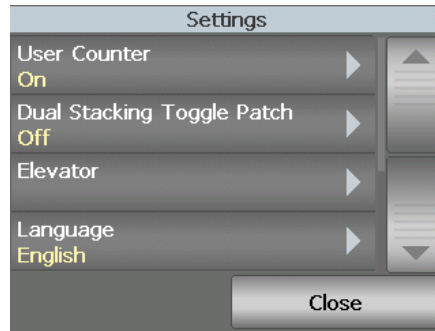 Settings
User Counter
On
Dual Stacking Toggle Patch
Off
Elevator
Language
English
Close